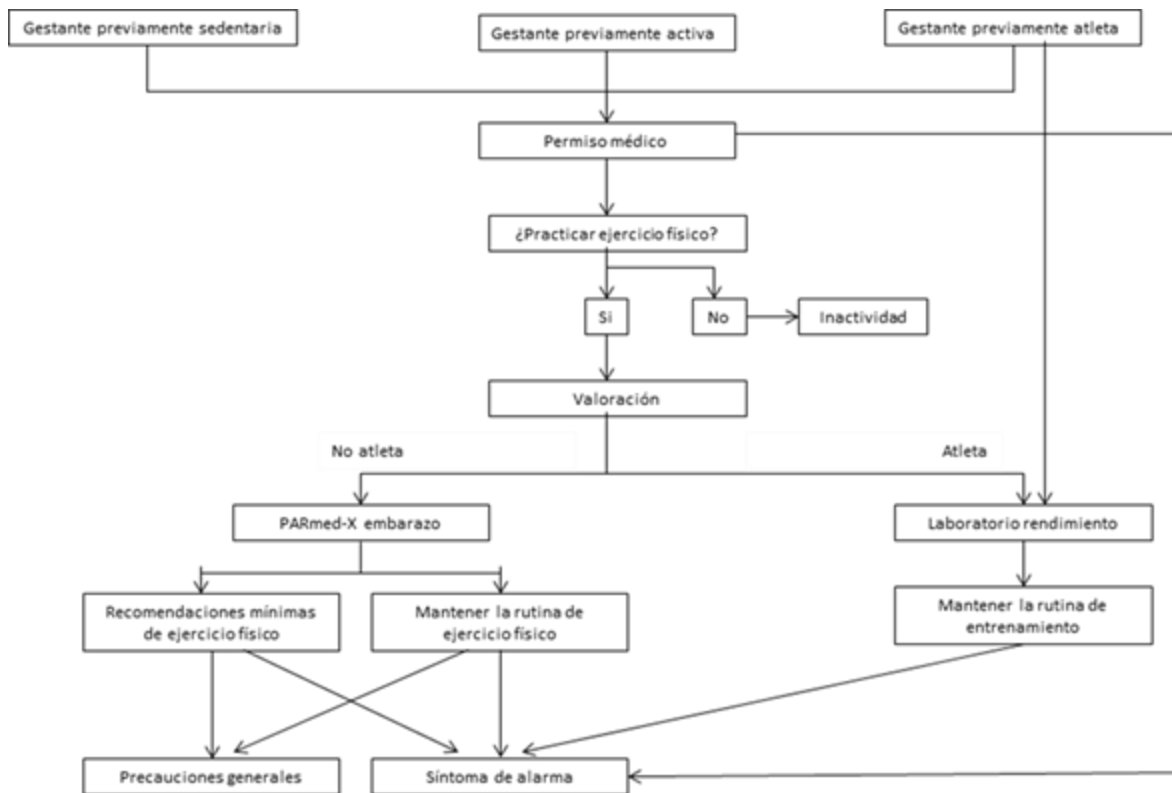 Gestante previamente sedentaria
Gestante previamente activa
Gestante previamente atleta
Permiso médico
¿Practicar ejercicio físico?
Si
No
Inactividad
Valoración
No atleta
Atleta
PARmed-X embarazo
Laboratorio rendimiento
Recomendaciones mínimas
de ejercicio físico
Mantener la rutina de
ejercicio físico
Mantener la rutina de
entrenamiento
Precauciones generales
Síntoma de alarma